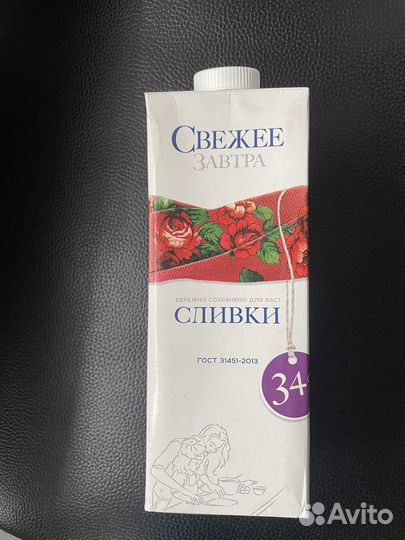 СВЕЖЕЕ
ЗАВТРА
БЕРЕЖНО СОХРАНЕНО ДЛЯ ВАС!
СЛИВКИ
ГОСТ 31451-2013
34
Avito